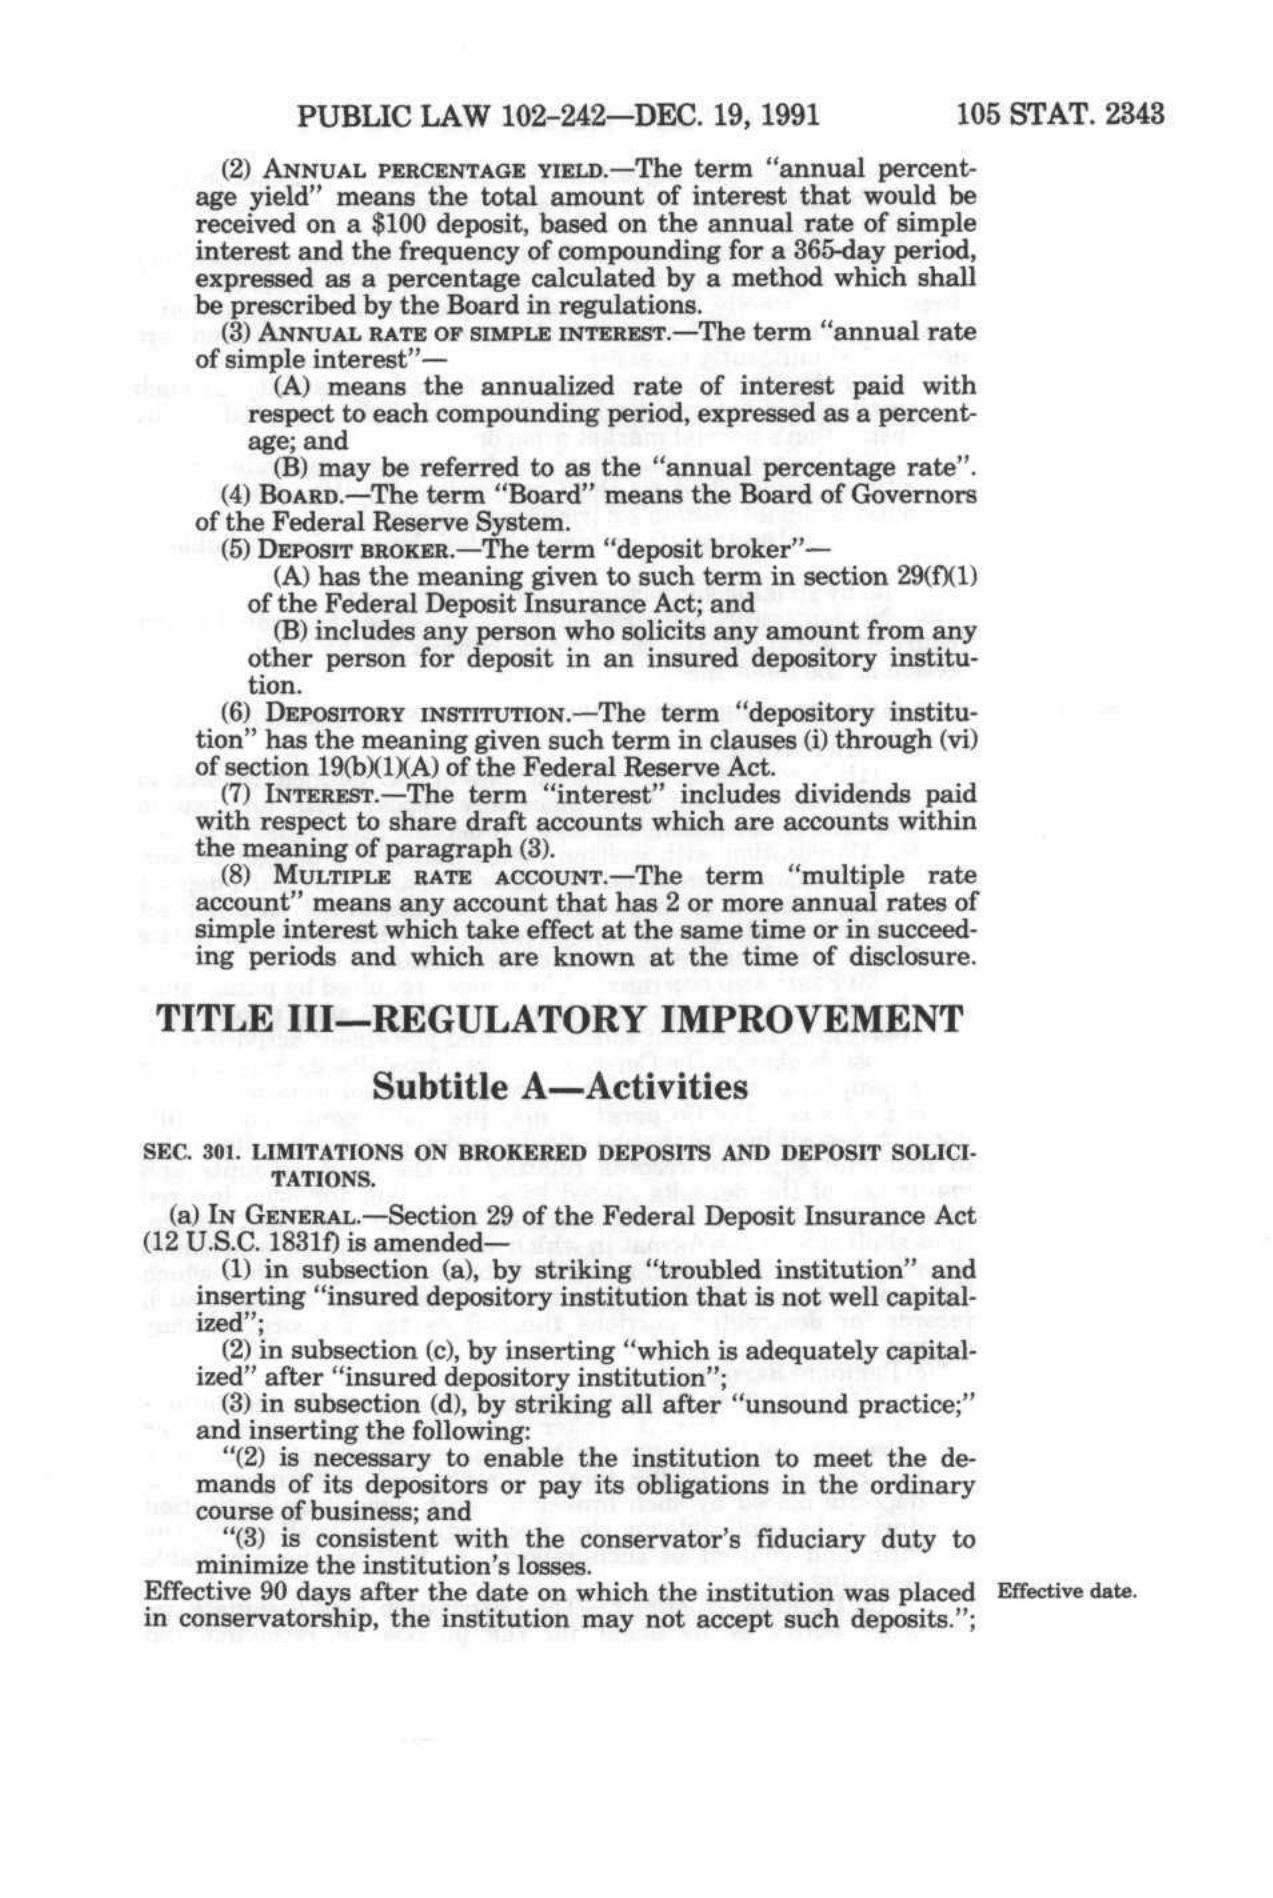 PUBLIC LAW 102–242—DEC. 19, 1991 105 STAT. 2343
(2) ANNUAL PERCENTAGE YIELD.—The term “annual percent-
age yield” means the total amount of interest that would be
received on a $100 deposit, based on the annual rate of simple
interest and the frequency of compounding for a 365-day period,
expressed as a percentage calculated by a method which shall
be prescribed by the Board in regulations.
(3) ANNUAL RATE OF SIMPLE INTEREST.—The term “annual rate
of simple interest”—
(A) means the annualized rate of interest paid with
respect to each compounding period, expressed as a percent-
age; and
(B) may be referred to as the “annual percentage rate”.
(4) BOARD.—The term “Board” means the Board of Governors
of the Federal Reserve System.
(5) DEPOSIT BROKER.—The term “deposit broker”—
(A) has the meaning given to such term in section 29(f)(1)
of the Federal Deposit Insurance Act; and
(B) includes any person who solicits any amount from any
other person for deposit in an insured depository institu-
tion.
(6) DEPOSITORY INSTITUTION.—The term “depository institu-
tion” has the meaning given such term in clauses (i) through (vi)
of section 19(b)(1)(A) of the Federal Reserve Act.
(7) INTEREST.—The term “interest” includes dividends paid
with respect to share draft accounts which are accounts within
the meaning of paragraph (3).
(8) MULTIPLE RATE ACCOUNT.—The term “multiple rate
account” means any account that has 2 or more annual rates of
simple interest which take effect at the same time or in succeed-
ing periods and which are known at the time of disclosure.
TITLE III—REGULATORY IMPROVEMENT
Subtitle A—Activities
SEC. 301. LIMITATIONS ON BROKERED DEPOSITS AND DEPOSIT SOLICI-
TATIONS.
(a) IN GENERAL.—Section 29 of the Federal Deposit Insurance Act
(12 U.S.C. 1831f) is amended—
(1) in subsection (a), by striking “troubled institution” and
inserting “insured depository institution that is not well capital-
ized”;
(2) in subsection (c), by inserting “which is adequately capital-
ized” after “insured depository institution”;
(3) in subsection (d), by striking all after “unsound practice;”
and inserting the following:
“(2) is necessary to enable the institution to meet the de-
mands of its depositors or pay its obligations in the ordinary
course of business; and
“(3) is consistent with the conservator’s fiduciary duty to
minimize the institution’s losses.
Effective 90 days after the date on which the institution was placed Effective date.
in conservatorship, the institution may not accept such deposits.”;